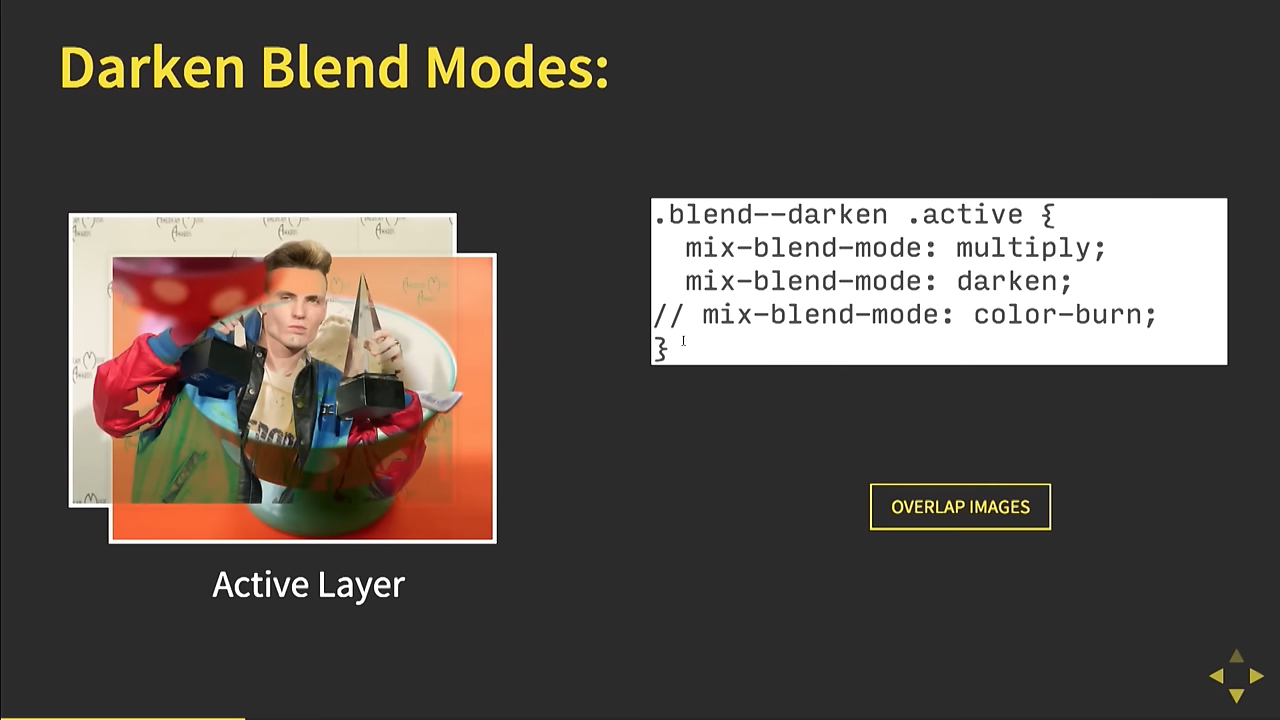 Darken Blend Modes:
.blend--darken .active {
  mix-blend-mode: multiply;
  mix-blend-mode: darken;
// mix-blend-mode: color-burn;
}
OVERLAP IMAGES
Active Layer